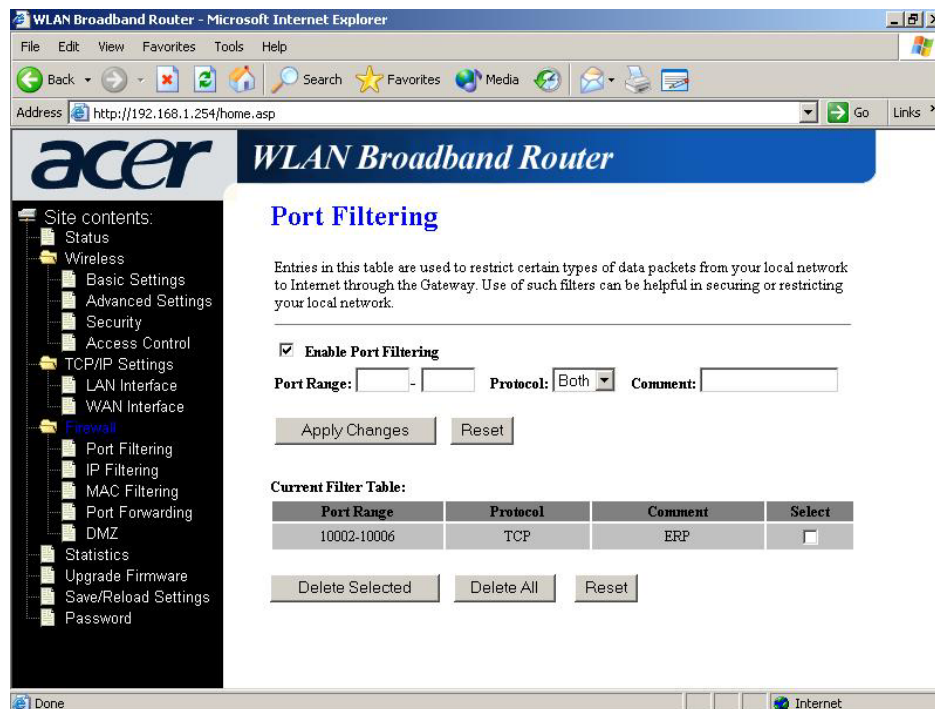 WLAN Broadband Router - Microsoft Internet Explorer
File Edit View Favorites Tools Help
Back Search Favorites Media
Address http://192.168.1.254/home.asp Go Links
acer WLAN Broadband Router
Site contents:
Status
Wireless
Basic Settings
Advanced Settings
Security
Access Control
TCP/IP Settings
LAN Interface
WAN Interface
Firewall
Port Filtering
IP Filtering
MAC Filtering
Port Forwarding
DMZ
Statistics
Upgrade Firmware
Save/Reload Settings
Password
Port Filtering
Entries in this table are used to restrict certain types of data packets from your local network
to Internet through the Gateway. Use of such filters can be helpful in securing or restricting
your local network.
Enable Port Filtering
Port Range: - Protocol: Both Comment:
Apply Changes Reset
Current Filter Table:
Port Range Protocol Comment Select
10002-10006 TCP ERP
Delete Selected Delete All Reset
Done Internet